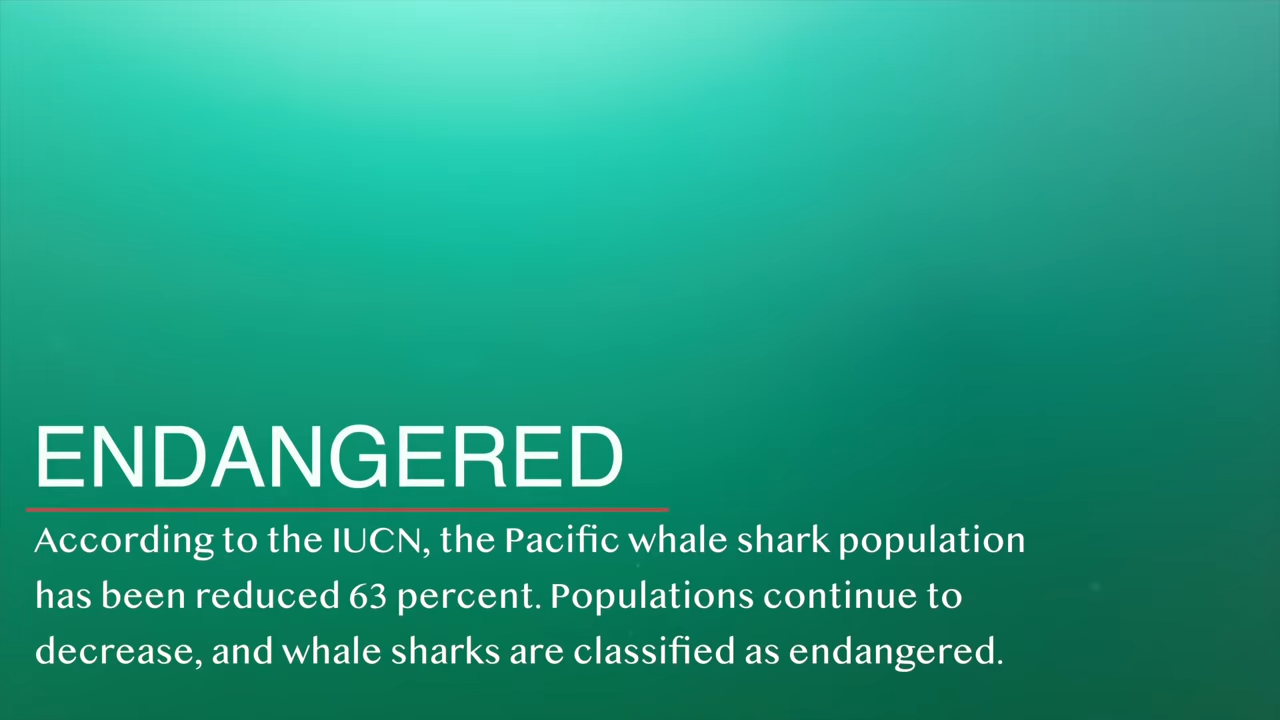 ENDANGERED
According to the IUCN, the Pacific whale shark population
has been reduced 63 percent. Populations continue to
decrease, and whale sharks are classified as endangered.